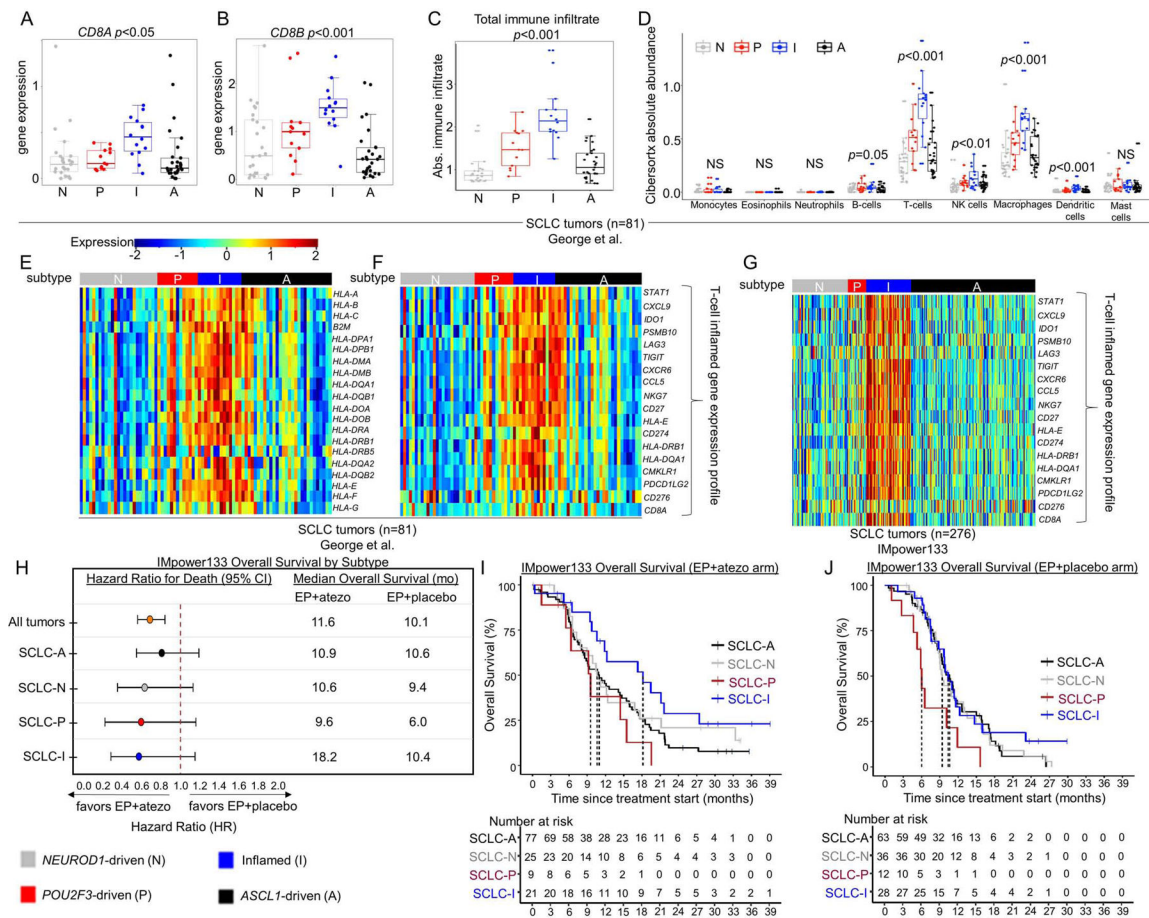 A
CD8A p<0.05
gene expression
1
0
N P I A
B
CD8B p<0.001
gene expression
2
1
0
N P I A
C
Total immune infiltrate
p<0.001
Abs. immune infiltrate
3
2
1
N P I A
D
N P I A
Cibersortx absolute abundance
1.0
0.5
0.0
NS
NS
NS
p=0.05
p<0.001
p<0.01
p<0.001
p<0.001
NS
Monocytes Eosinophils Neutrophils B-cells T-cells NK cells Macrophages Dendritic cells Mast cells
SCLC tumors (n=81)
George et al.
Expression
-2 -1 0 1 2
E
subtype N P I A
HLA-A
HLA-B
HLA-C
B2M
HLA-DPA1
HLA-DPB1
HLA-DMA
HLA-DMB
HLA-DQA1
HLA-DQB1
HLA-DOA
HLA-DOB
HLA-DRA
HLA-DRB1
HLA-DRB5
HLA-DQA2
HLA-DQB2
HLA-E
HLA-F
HLA-G
F
subtype N P I A
STAT1
CXCL9
IDO1
PSMB10
LAG3
TIGIT
CXCR6
CCL5
NKG7
CD27
HLA-E
CD274
HLA-DRB1
HLA-DQA1
CMKLR1
PDCD1LG2
CD276
CD8A
T-cell inflamed gene expression profile
SCLC tumors (n=81)
George et al.
G
subtype N P I A
STAT1
CXCL9
IDO1
PSMB10
LAG3
TIGIT
CXCR6
CCL5
NKG7
CD27
HLA-E
CD274
HLA-DRB1
HLA-DQA1
CMKLR1
PDCD1LG2
CD276
CD8A
T-cell inflamed gene expression profile
SCLC tumors (n=276)
IMpower133
H
IMpower133 Overall Survival by Subtype
Hazard Ratio for Death (95% CI) Median Overall Survival (mo)
EP+atezo EP+placebo
All tumors 11.6 10.1
SCLC-A 10.9 10.6
SCLC-N 10.6 9.4
SCLC-P 9.6 6.0
SCLC-I 18.2 10.4
0.0 0.2 0.4 0.6 0.8 1.0 1.2 1.4 1.6 1.8 2.0
favors EP+atezo favors EP+placebo
Hazard Ratio (HR)
NEUROD1-driven (N)
Inflamed (I)
POU2F3-driven (P)
ASCL1-driven (A)
I
IMpower133 Overall Survival (EP+atezo arm)
Overall Survival (%)
100
75
50
25
0
SCLC-A
SCLC-N
SCLC-P
SCLC-I
0 3 6 9 12 15 18 21 24 27 30 33 36 39
Time since treatment start (months)
Number at risk
SCLC-A 77 69 58 38 28 23 16 11 6 5 4 1 0 0
SCLC-N 25 23 20 14 10 8 6 5 4 3 2 2 0 0
SCLC-P 9 8 6 5 3 2 1 0 0 0 0 0 0 0
SCLC-I 21 20 18 16 11 10 9 7 5 5 3 2 2 1
0 3 6 9 12 15 18 21 24 27 30 33 36 39
J
IMpower133 Overall Survival (EP+placebo arm)
Overall Survival (%)
100
75
50
25
0
SCLC-A
SCLC-N
SCLC-P
SCLC-I
0 3 6 9 12 15 18 21 24 27 30 33 36 39
Time since treatment start (months)
Number at risk
SCLC-A 63 59 49 32 16 13 6 2 2 0 0 0 0 0
SCLC-N 36 36 30 20 12 8 4 3 2 1 0 0 0 0
SCLC-P 12 10 5 3 1 1 0 0 0 0 0 0 0 0
SCLC-I 28 27 25 15 7 5 4 4 2 1 0 0 0 0
0 3 6 9 12 15 18 21 24 27 30 33 36 39